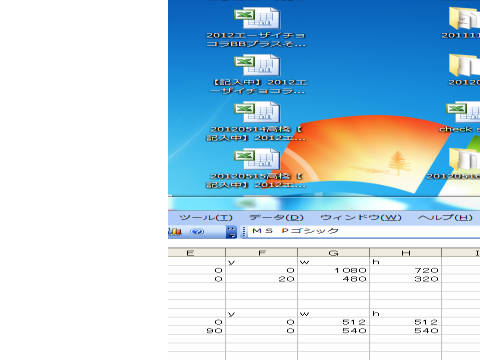 2012エーザイチョ
コラBBプラスそ...
【記入中】2012エ
ーザイチョコラ...
20120514高橋【
記入中】2012エ...
20120515高橋【
記入中】2012エ...
20111
2012
check s
2012051
ツール(T) データ(D) ウィンドウ(W) ヘルプ(H)
ＭＳ Ｐゴシック
E F G H I
y w h
0 0 1080 720
0 20 480 320
y w h
0 0 512 512
90 0 540 540